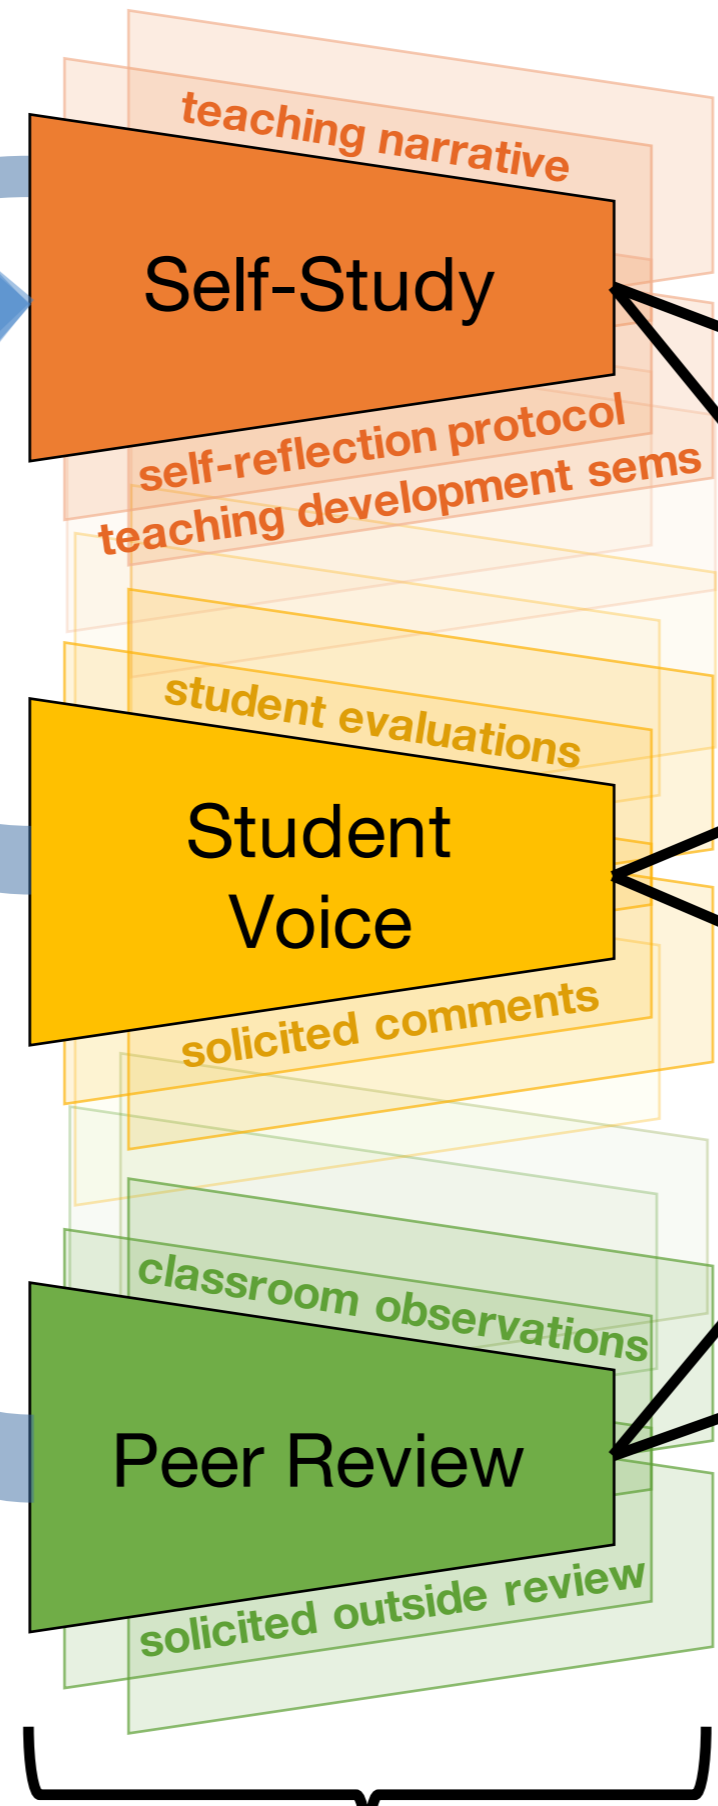 teaching narrative
Self-Study
self-reflection protocol
teaching development sems
student evaluations
Student
Voice
solicited comments
classroom observations
Peer Review
solicited outside review